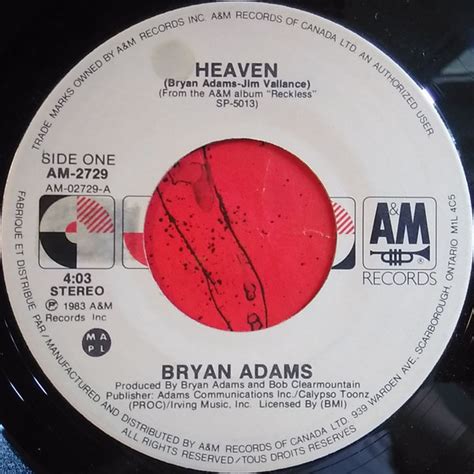 TRADE MARKS OWNED BY A&M RECORDS INC. A&M RECORDS OF CANADA LTD. AN AUTHORIZED USER.
HEAVEN
(Bryan Adams-Jim Vallance)
(From the A&M album "Reckless"
SP-5013)
SIDE ONE
AM-2729
AM-02729-A
A&M
RECORDS
4:03
STEREO
℗ 1983 A&M
Records Inc
MAPL
BRYAN ADAMS
Produced By Bryan Adams and Bob Clearmountain
Publisher: Adams Communications Inc./Calypso Toonz
(PROC)/Irving Music, Inc. Licensed By (BMI)
FABRIQUE ET DISTRIBUE PAR/MANUFACTURED AND DISTRIBUTED BY A&M RECORDS OF CANADA LTD. 939 WARDEN AVE. SCARBOROUGH, ONTARIO M1L 4C5
ALL RIGHTS RESERVED/TOUS DROITS RESERVES